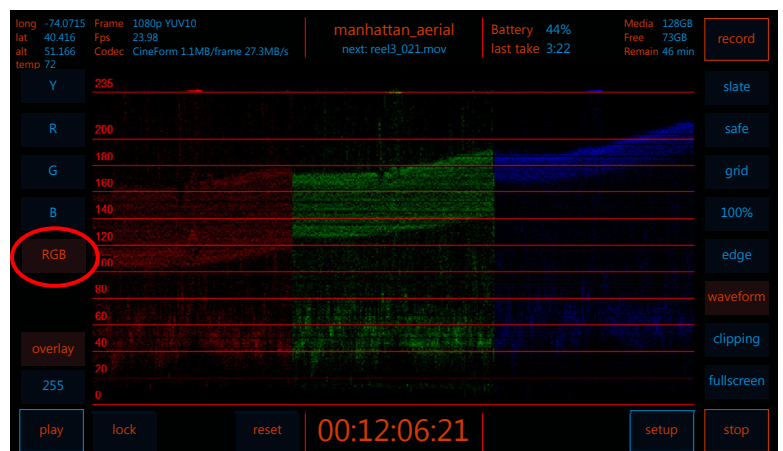 long -74.0715
lat 40.416
alt 51.166
temp 72
Frame 1080p YUV10
Fps 23.98
Codec CineForm 1.1MB/frame 27.3MB/s
manhattan_aerial
next: reel3_021.mov
Battery 44%
last take 3:22
Media 128GB
Free 73GB
Remain 46 min
record
Y
R
G
B
RGB
overlay
255
235
200
180
160
140
120
100
80
60
40
20
0
slate
safe
grid
100%
edge
waveform
clipping
fullscreen
play
lock
reset
00:12:06:21
setup
stop